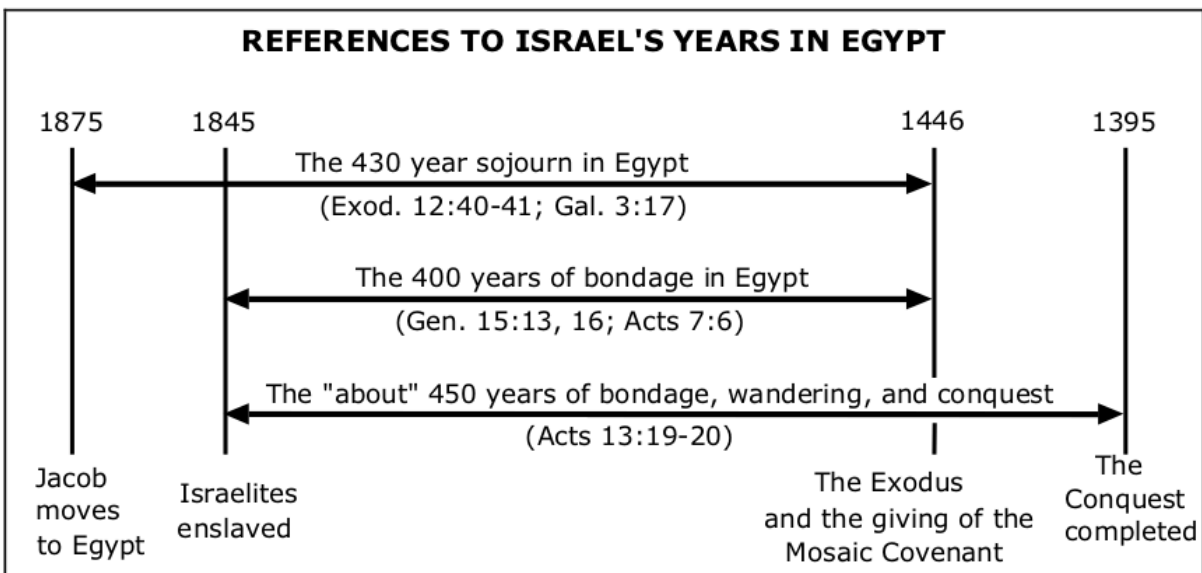 REFERENCES TO ISRAEL'S YEARS IN EGYPT
1875
1845
1446
1395
The 430 year sojourn in Egypt
(Exod. 12:40-41; Gal. 3:17)
The 400 years of bondage in Egypt
(Gen. 15:13, 16; Acts 7:6)
The "about" 450 years of bondage, wandering, and conquest
(Acts 13:19-20)
Jacob
moves
to Egypt
Israelites
enslaved
The Exodus
and the giving of the
Mosaic Covenant
The
Conquest
completed